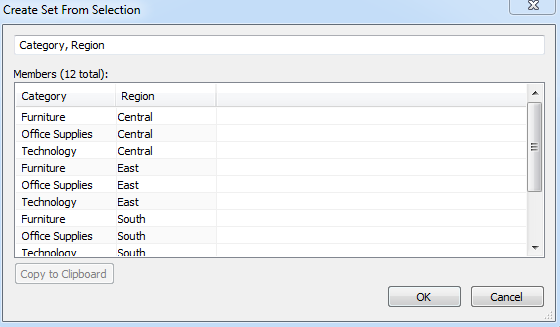 Create Set From Selection
Category, Region
Members (12 total):
Category Region
Furniture Central
Office Supplies Central
Technology Central
Furniture East
Office Supplies East
Technology East
Furniture South
Office Supplies South
Technology South
Copy to Clipboard
OK Cancel